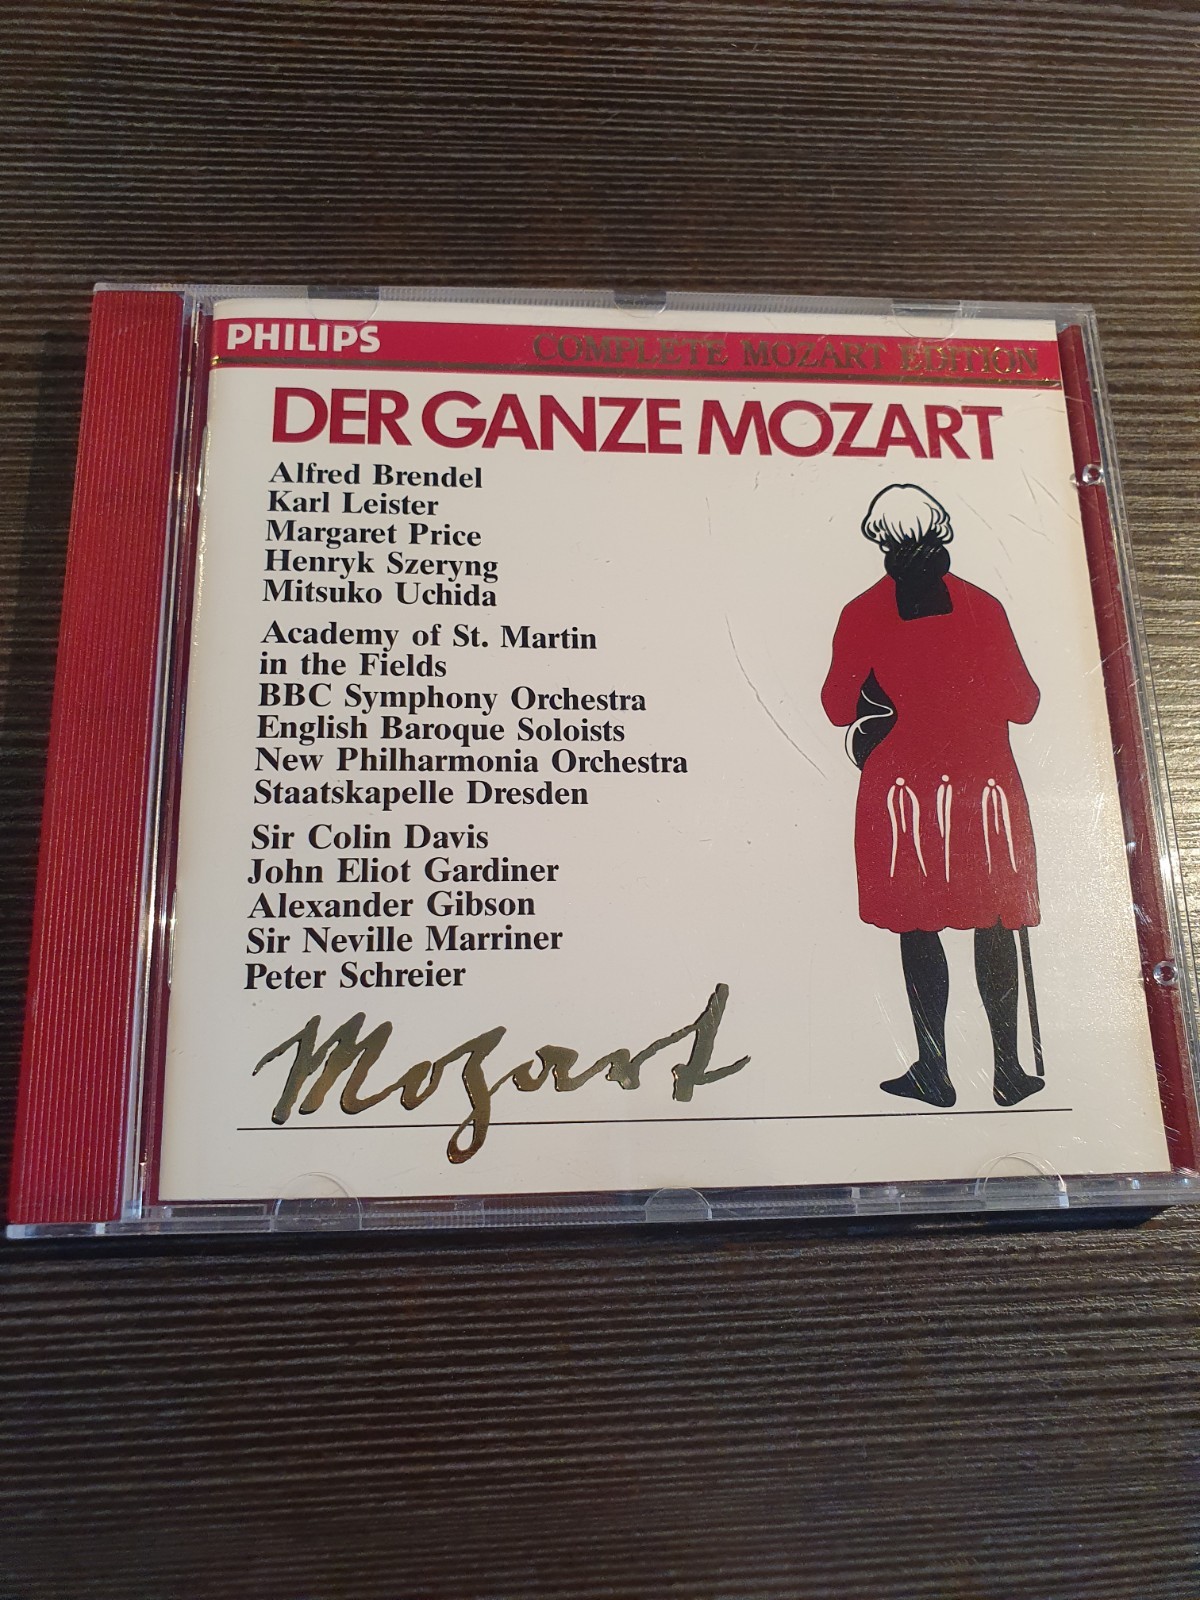 PHILIPS
COMPLETE MOZART EDITION
DER GANZE MOZART
Alfred Brendel
Karl Leister
Margaret Price
Henryk Szeryng
Mitsuko Uchida
Academy of St. Martin
in the Fields
BBC Symphony Orchestra
English Baroque Soloists
New Philharmonia Orchestra
Staatskapelle Dresden
Sir Colin Davis
John Eliot Gardiner
Alexander Gibson
Sir Neville Marriner
Peter Schreier
Mozart